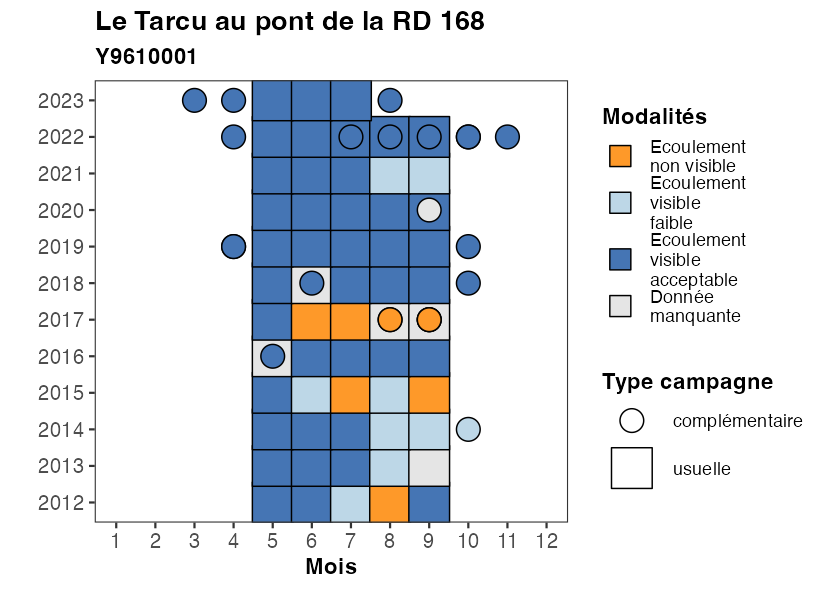 Le Tarcu au pont de la RD 168
Y9610001
2023
2022
2021
2020
2019
2018
2017
2016
2015
2014
2013
2012
1 2 3 4 5 6 7 8 9 10 11 12
Mois
Modalités
Ecoulement
non visible
Ecoulement
visible
faible
Ecoulement
visible
acceptable
Donnée
manquante
Type campagne
complémentaire
usuelle